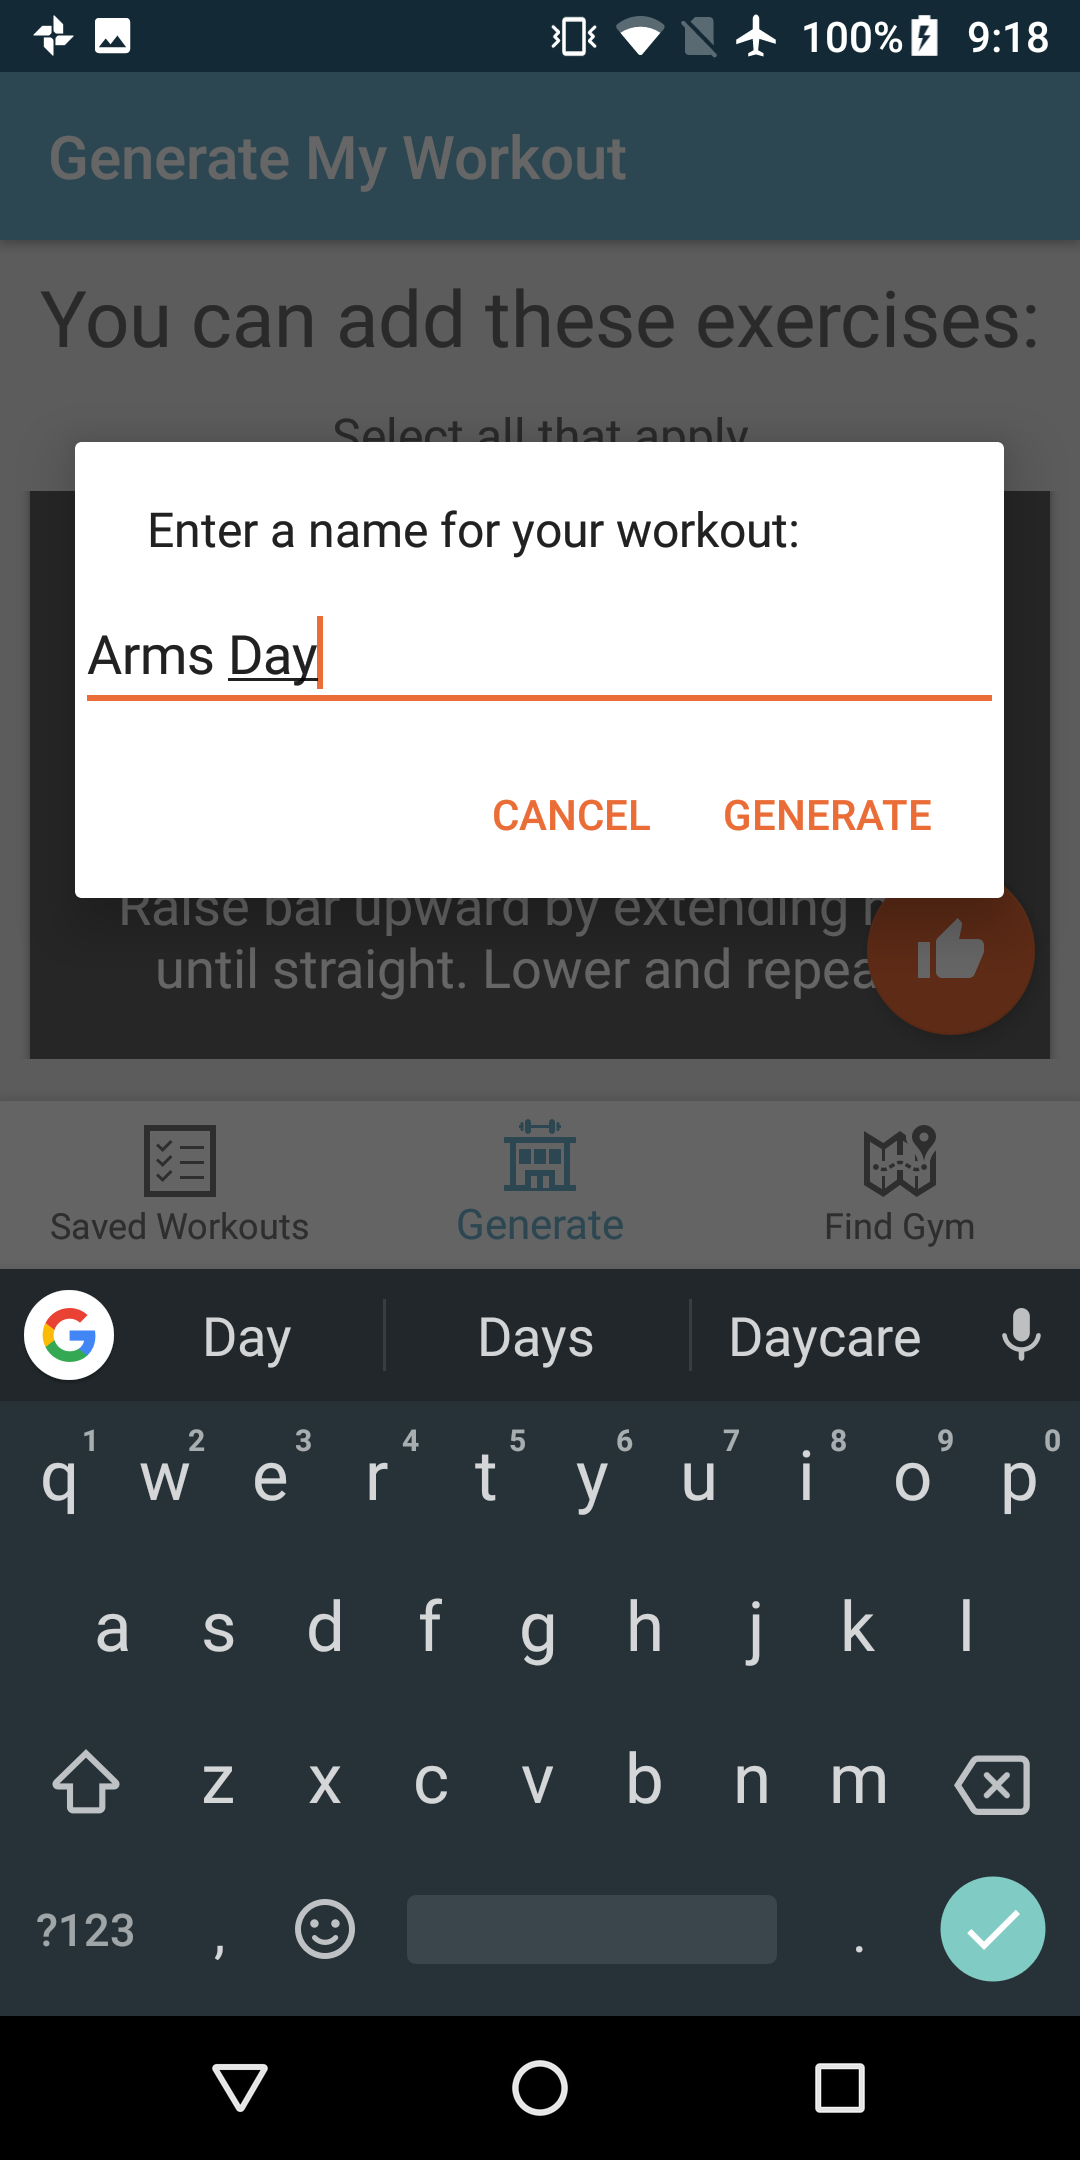 100% 9:18
Generate My Workout
You can add these exercises:
Select all that apply
Enter a name for your workout:
Arms Day
CANCEL GENERATE
Raise bar upward by extending
until straight. Lower and repea
Saved Workouts Generate Find Gym
Day Days Daycare
1 2 3 4 5 6 7 8 9 0
q w e r t y u i o p
a s d f g h j k l
z x c v b n m
?123 , .